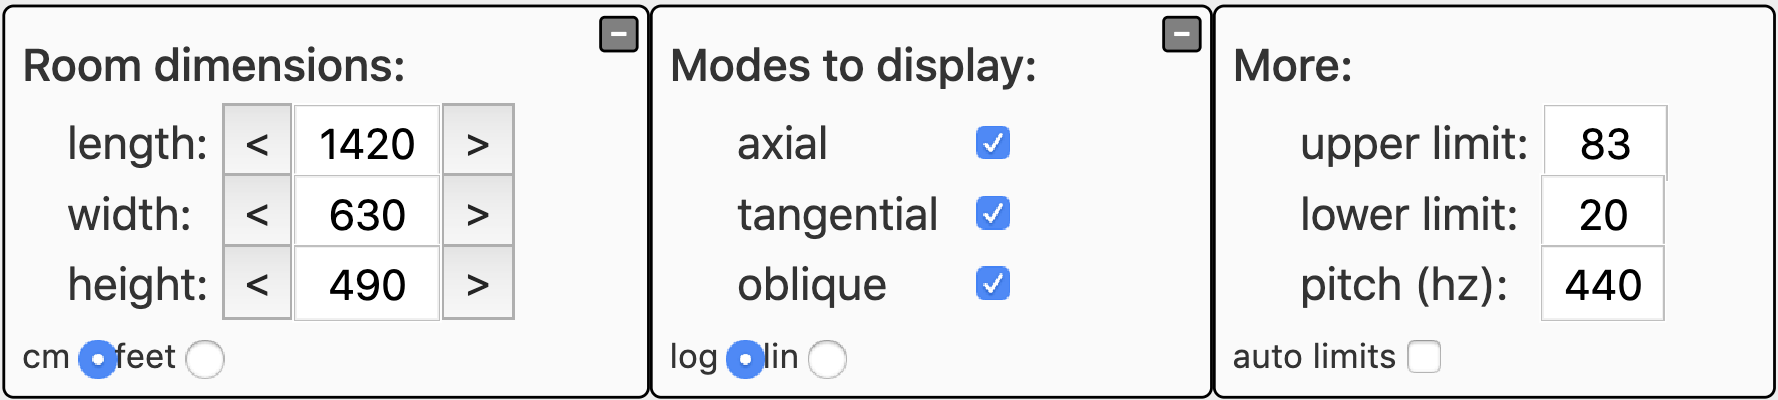 Room dimensions:
length: < 1420 >
width: < 630 >
height: < 490 >
cm feet
Modes to display:
axial
tangential
oblique
log lin
More:
upper limit: 83
lower limit: 20
pitch (hz): 440
auto limits